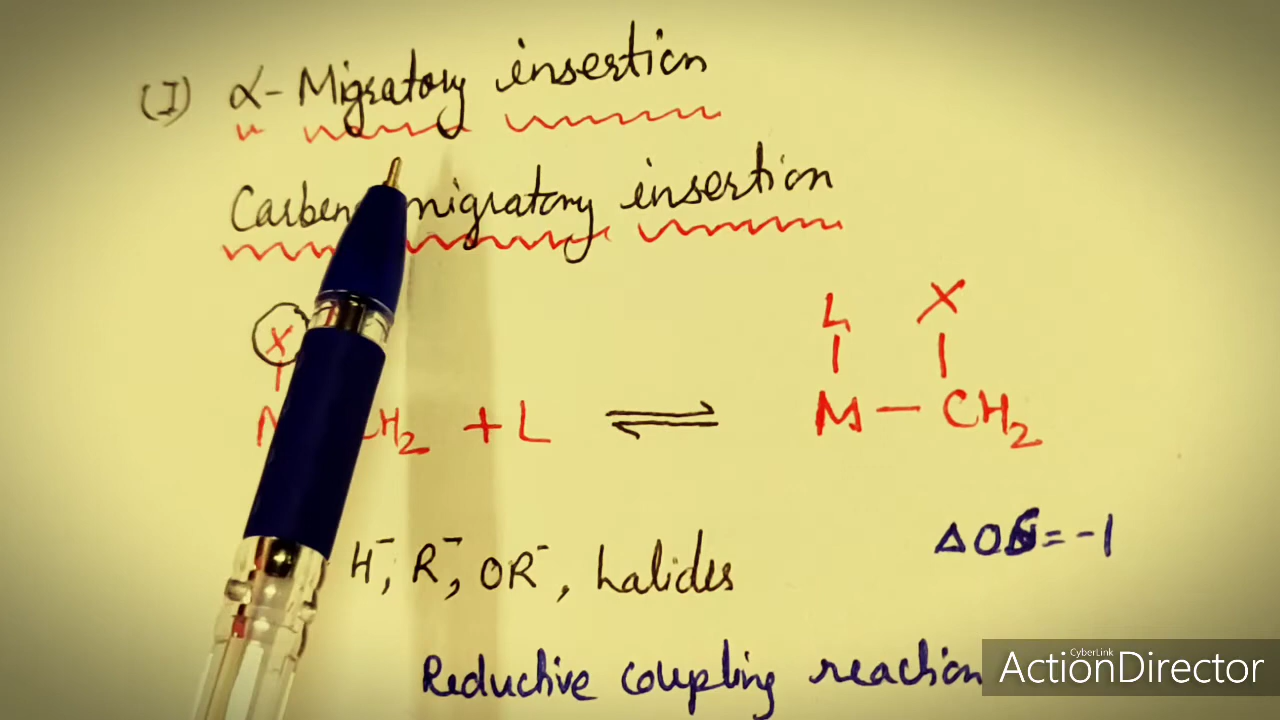 (I) α- Migratory insertion
Carbene migratory insertion
L X
X
M CH2 + L ⇌ M — CH2
ΔOS = -1
H⁻, R⁻, OR⁻, halides
Reductive coupling reaction
CyberLink
ActionDirector